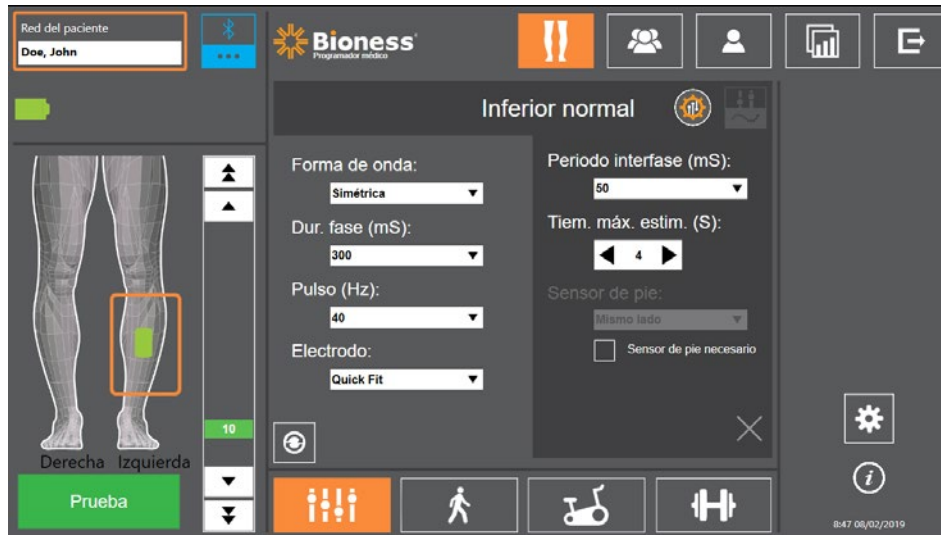 Red del paciente
Doe, John
Bioness
Programador médico
Inferior normal
Forma de onda:
Simétrica
Dur. fase (mS):
300
Pulso (Hz):
40
Electrodo:
Quick Fit
Periodo interfase (mS):
50
Tiem. máx. estim. (S):
4
Sensor de pie:
Mismo lado
Sensor de pie necesario
10
Derecha Izquierda
Prueba
8:47 08/02/2019